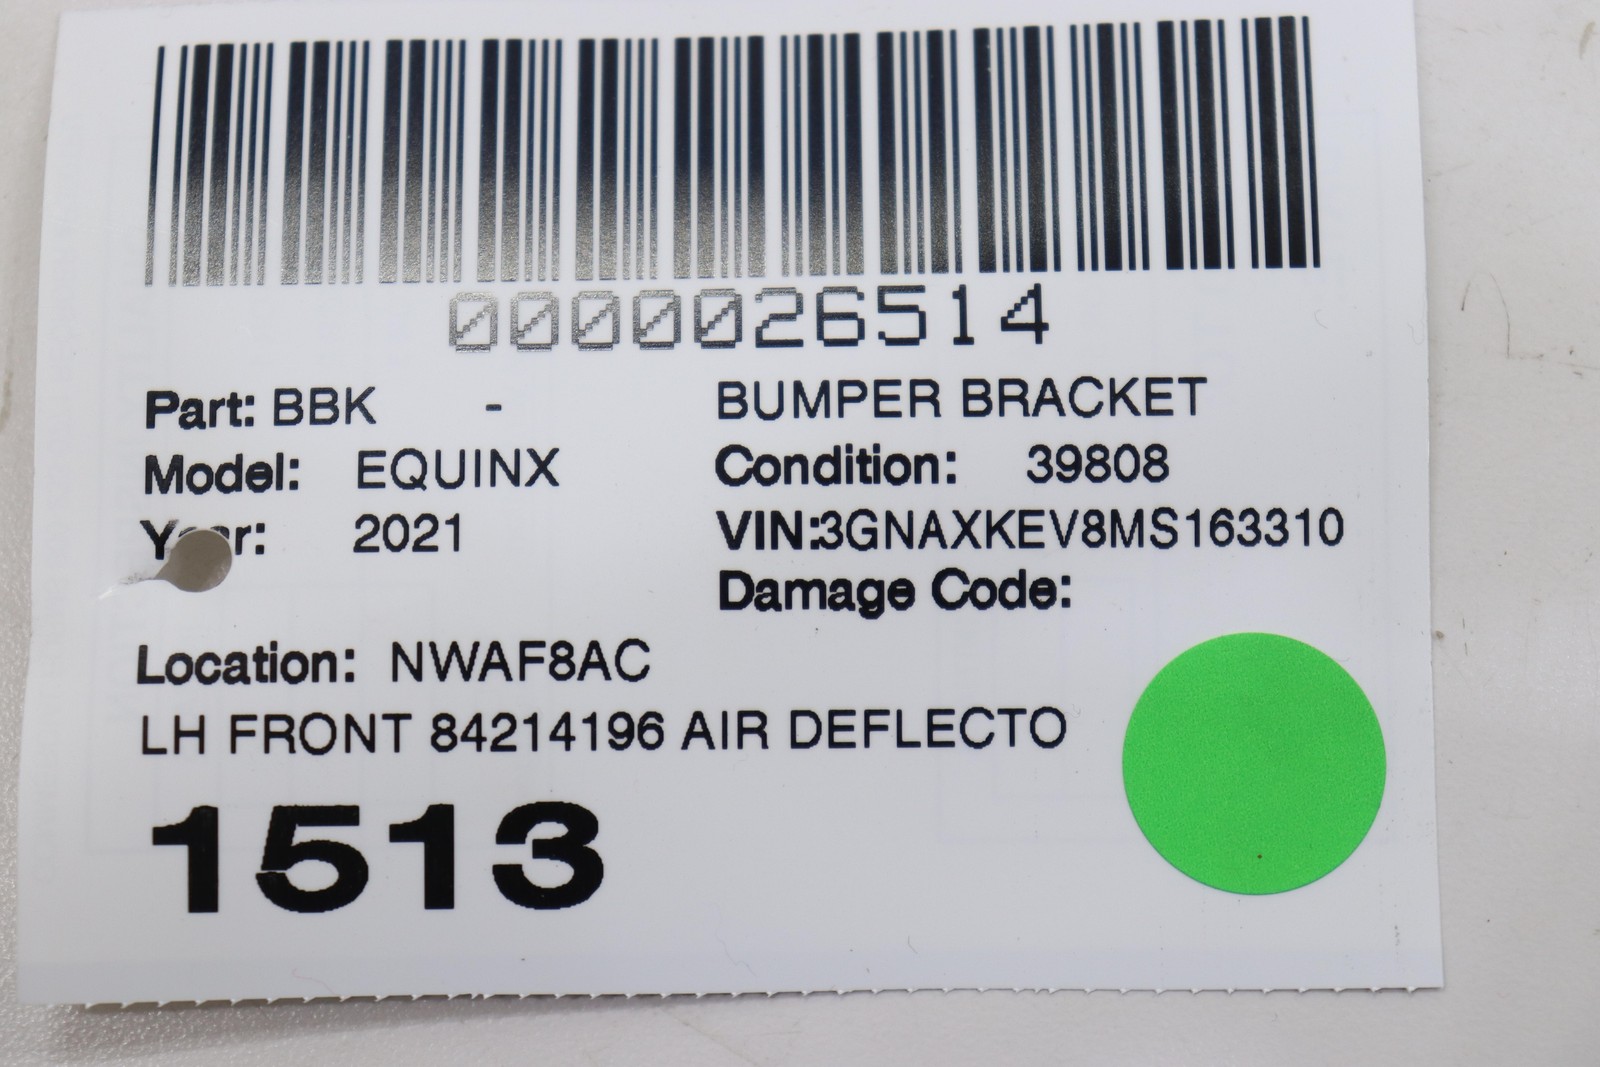 0000026514
Part: BBK - BUMPER BRACKET
Model: EQUINX Condition: 39808
2021 VIN:3GNAXKEV8MS163310
Damage Code:
Location: NWAF8AC
LH FRONT 84214196 AIR DEFLECTO
1513